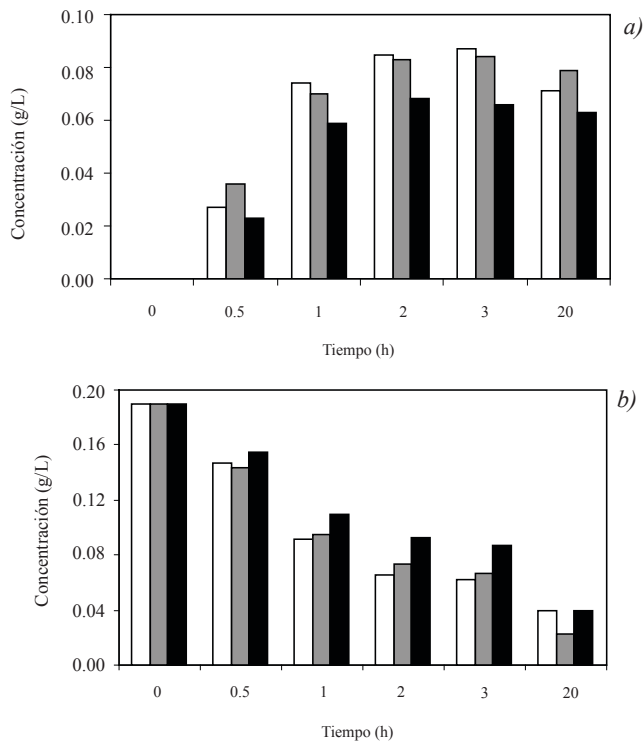 a)
0.10
0.08
0.06
0.04
0.02
0.00
Concentración (g/L)
0 0.5 1 2 3 20
Tiempo (h)
b)
0.20
0.16
0.12
0.08
0.04
0.00
Concentración (g/L)
0 0.5 1 2 3 20
Tiempo (h)